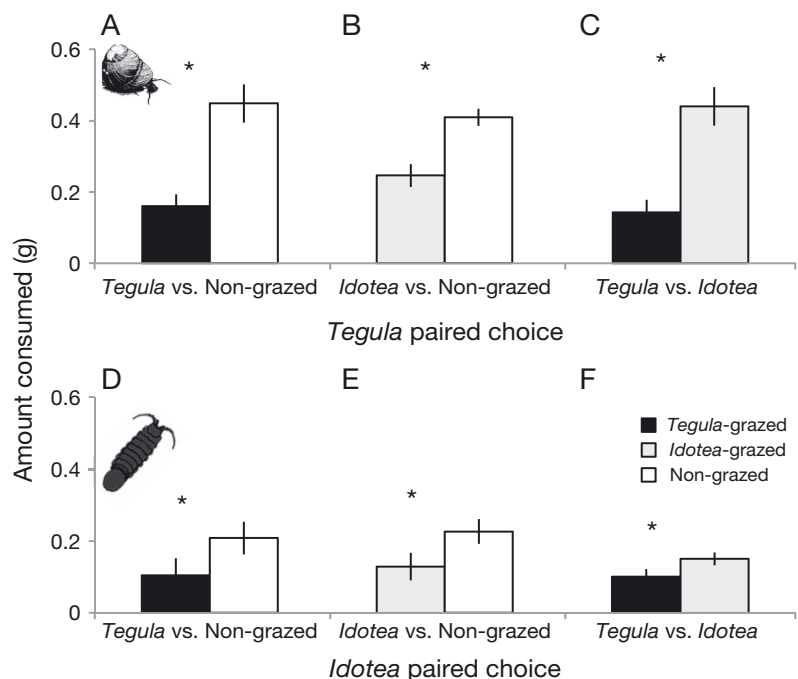 A B C
Amount consumed (g)
0.6
0.4
0.2
0
* * *
Tegula vs. Non-grazed Idotea vs. Non-grazed Tegula vs. Idotea
Tegula paired choice
D E F
0.6
0.4
0.2
0
Tegula-grazed
Idotea-grazed
Non-grazed
* * *
Tegula vs. Non-grazed Idotea vs. Non-grazed Tegula vs. Idotea
Idotea paired choice